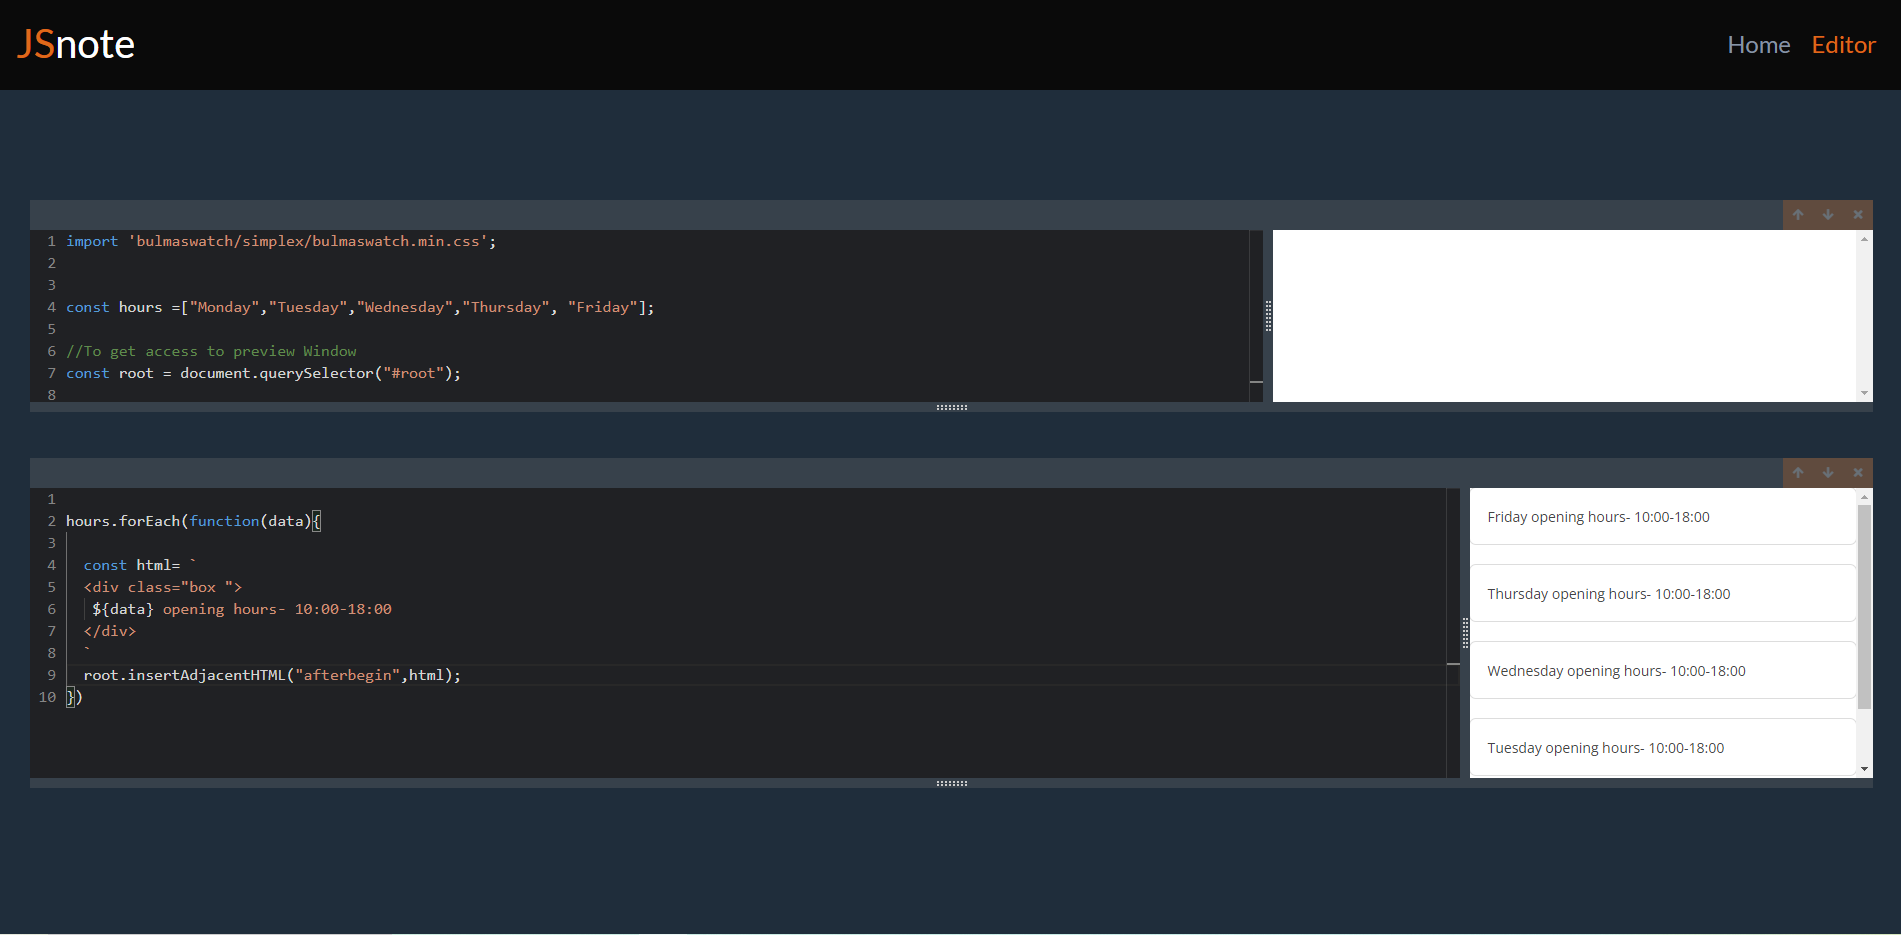 JSnote
Home Editor
1 import 'bulmaswatch/simplex/bulmaswatch.min.css';
2
3
4 const hours =["Monday","Tuesday","Wednesday","Thursday", "Friday"];
5
6 //To get access to preview Window
7 const root = document.querySelector("#root");
8
1
2 hours.forEach(function(data){
3
4 const html= `
5 <div class="box ">
6 ${data} opening hours- 10:00-18:00
7 </div>
8 `
9 root.insertAdjacentHTML("afterbegin",html);
10 })
Friday opening hours- 10:00-18:00
Thursday opening hours- 10:00-18:00
Wednesday opening hours- 10:00-18:00
Tuesday opening hours- 10:00-18:00